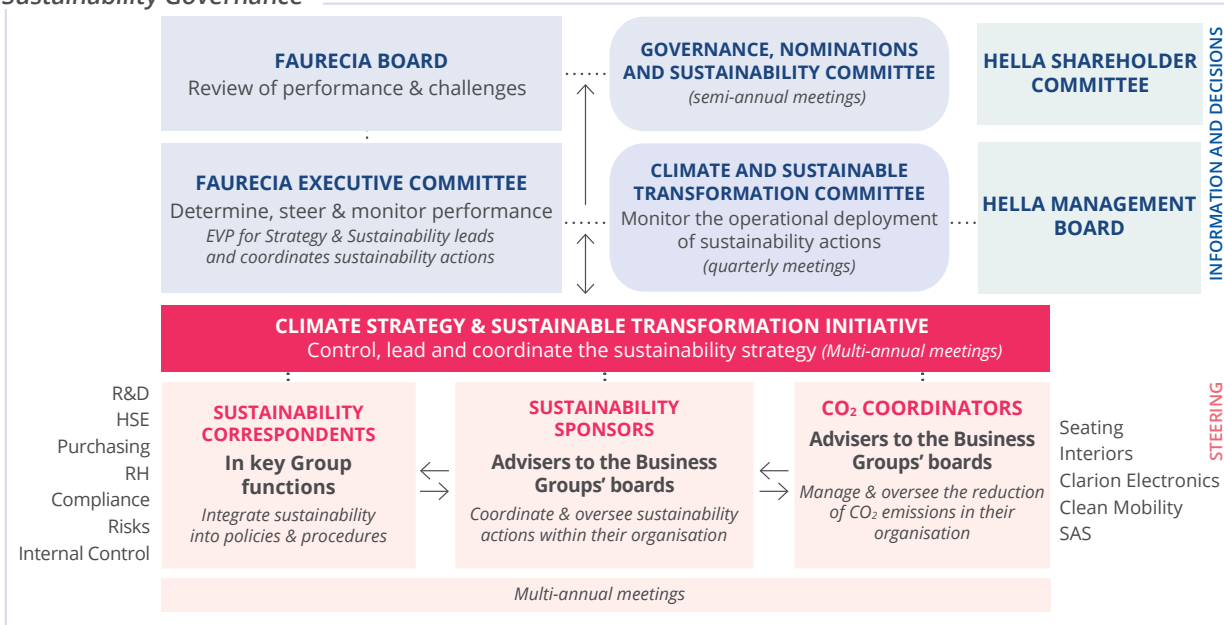 Sustainability Governance
FAURECIA BOARD
Review of performance & challenges
GOVERNANCE, NOMINATIONS
AND SUSTAINABILITY COMMITTEE
(semi-annual meetings)
HELLA SHAREHOLDER
COMMITTEE
INFORMATION AND DECISIONS
FAURECIA EXECUTIVE COMMITTEE
Determine, steer & monitor performance
EVP for Strategy & Sustainability leads
and coordinates sustainability actions
CLIMATE AND SUSTAINABLE
TRANSFORMATION COMMITTEE
Monitor the operational deployment
of sustainability actions
(quarterly meetings)
HELLA MANAGEMENT
BOARD
CLIMATE STRATEGY & SUSTAINABLE TRANSFORMATION INITIATIVE
Control, lead and coordinate the sustainability strategy (Multi-annual meetings)
R&D
HSE
Purchasing
RH
Compliance
Risks
Internal Control
SUSTAINABILITY
CORRESPONDENTS
In key Group
functions
Integrate sustainability
into policies & procedures
SUSTAINABILITY
SPONSORS
Advisers to the Business
Groups' boards
Coordinate & oversee sustainability
actions within their organisation
CO₂ COORDINATORS
Advisers to the Business
Groups' boards
Manage & oversee the reduction
of CO₂ emissions in their
organisation
Seating
Interiors
Clarion Electronics
Clean Mobility
SAS
STEERING
Multi-annual meetings